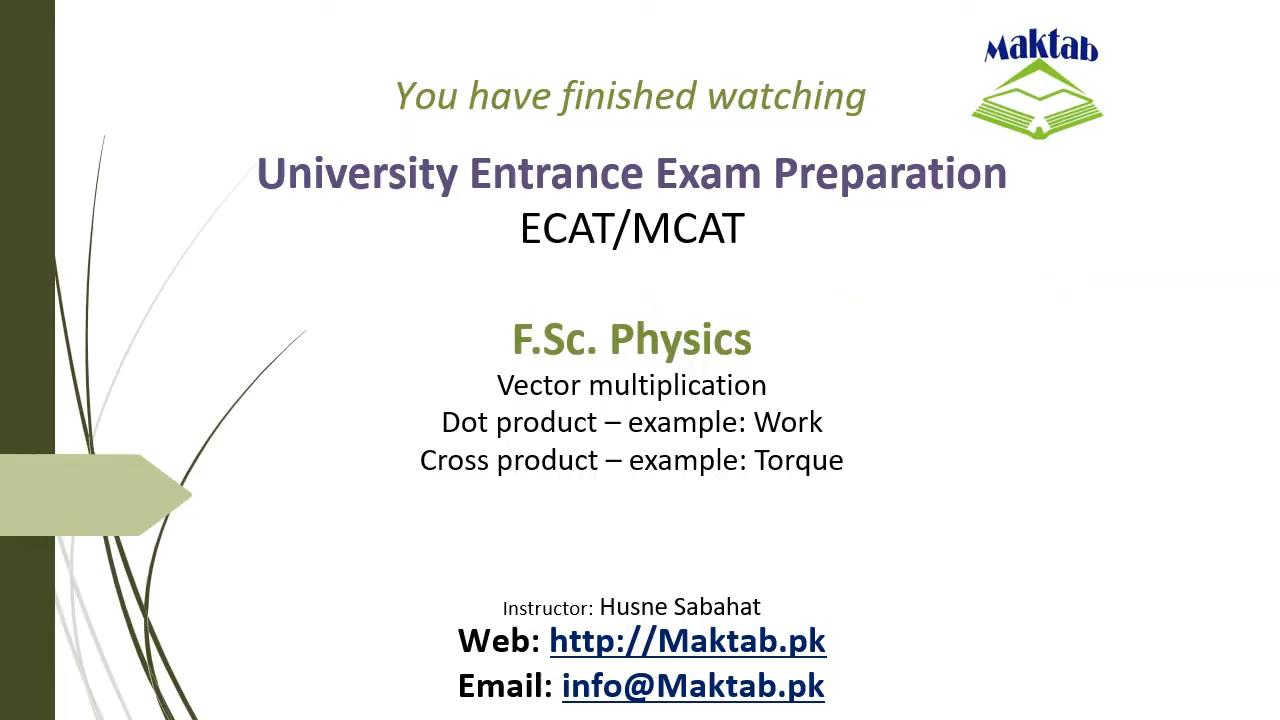 Maktab
You have finished watching
University Entrance Exam Preparation
ECAT/MCAT
F.Sc. Physics
Vector multiplication
Dot product – example: Work
Cross product – example: Torque
Instructor: Husne Sabahat
Web: http://Maktab.pk
Email: info@Maktab.pk